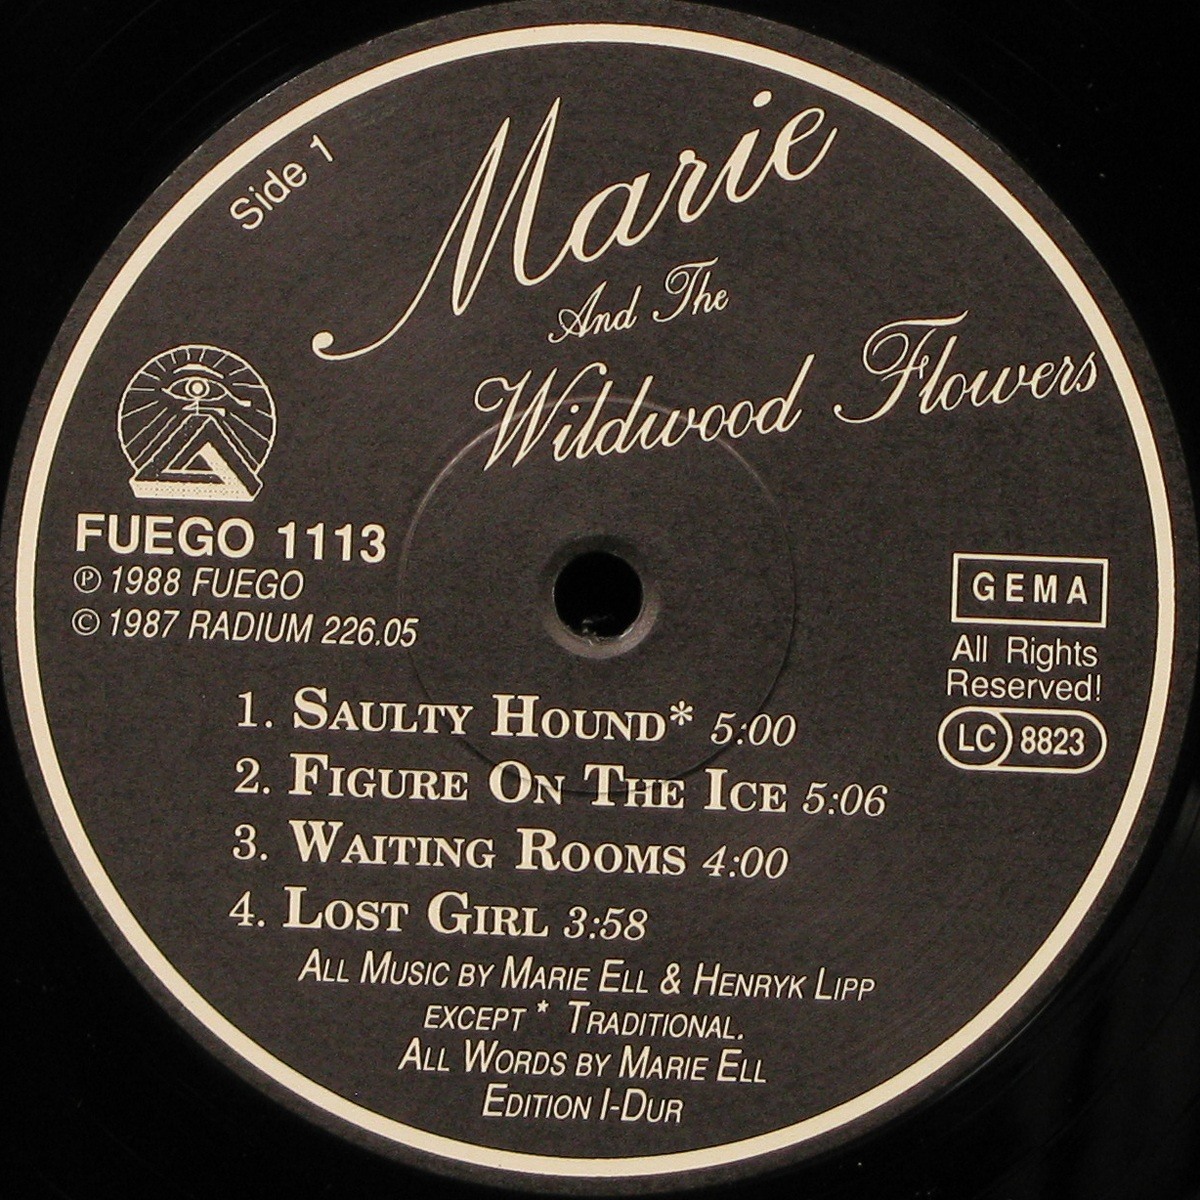 Side 1
Marie
And The
Wildwood Flowers
FUEGO 1113
℗ 1988 FUEGO
© 1987 RADIUM 226.05
GEMA
All Rights
Reserved!
LC 8823
1. SAULTY HOUND* 5:00
2. FIGURE ON THE ICE 5:06
3. WAITING ROOMS 4:00
4. LOST GIRL 3:58
ALL MUSIC BY MARIE ELL & HENRYK LIPP
EXCEPT * TRADITIONAL.
ALL WORDS BY MARIE ELL
EDITION I-DUR